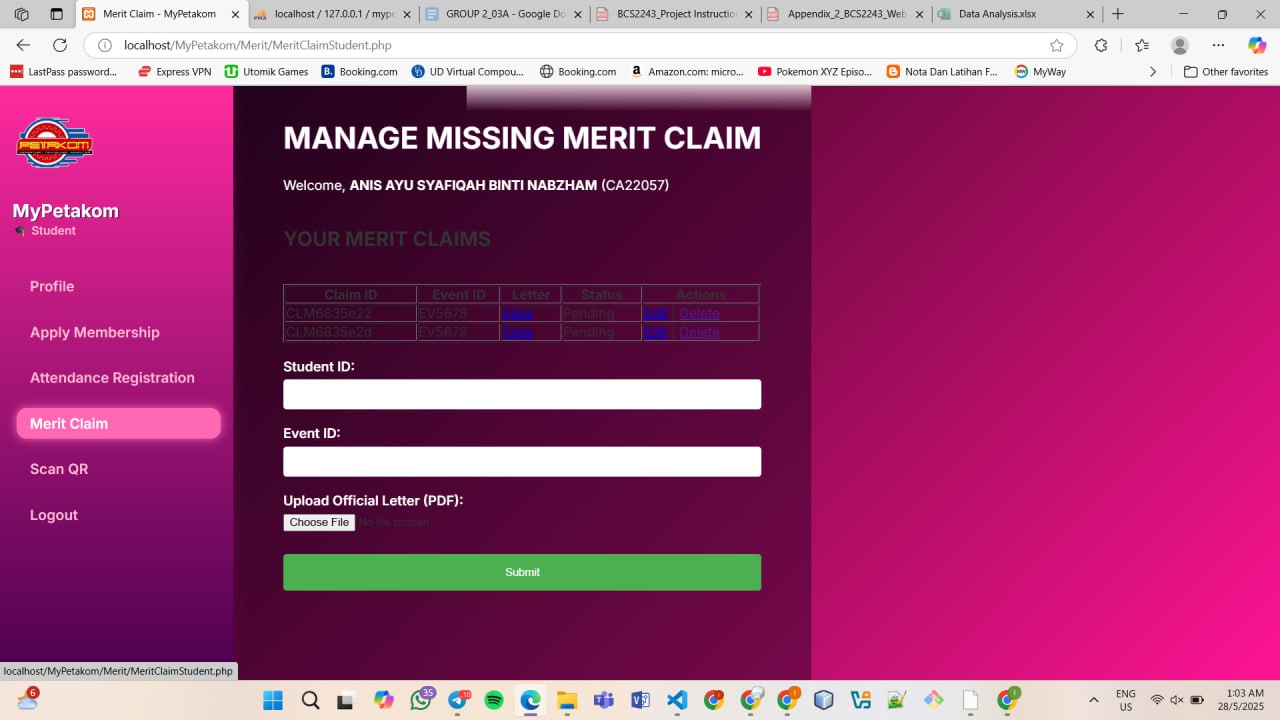 Merit Claim - MyPetakom
localhost / 127.0.0.1 / mype
GROUP 2_03A - Google Do
BCS2243_Project Instruction
Appendix_2_BCS2243_Web
Data Analysis.xlsx
localhost/MyPetakom/Merit/MeritClaimStudent.php
LastPass password...
ExpressVPN
Utomik Games
Booking.com
UD Virtual Compou...
Booking.com
Amazon.com: micro...
Pokemon XYZ Episo...
Nota Dan Latihan F...
MyWay
Other favorites
PETAKOM
MyPetakom
Student
Profile
Apply Membership
Attendance Registration
Merit Claim
Scan QR
Logout
MANAGE MISSING MERIT CLAIM
Welcome, ANIS AYU SYAFIQAH BINTI NABZHAM (CA22057)
YOUR MERIT CLAIMS
Claim ID Event ID Letter Status Actions
CLM6835e22 EV5678 View Pending Edit | Delete
CLM6835e2d EV5678 View Pending Edit | Delete
Student ID:
Event ID:
Upload Official Letter (PDF):
Choose File No file chosen
Submit
localhost/MyPetakom/Merit/MeritClaimStudent.php
6
35
10
ENG
US
1:03 AM
28/5/2025